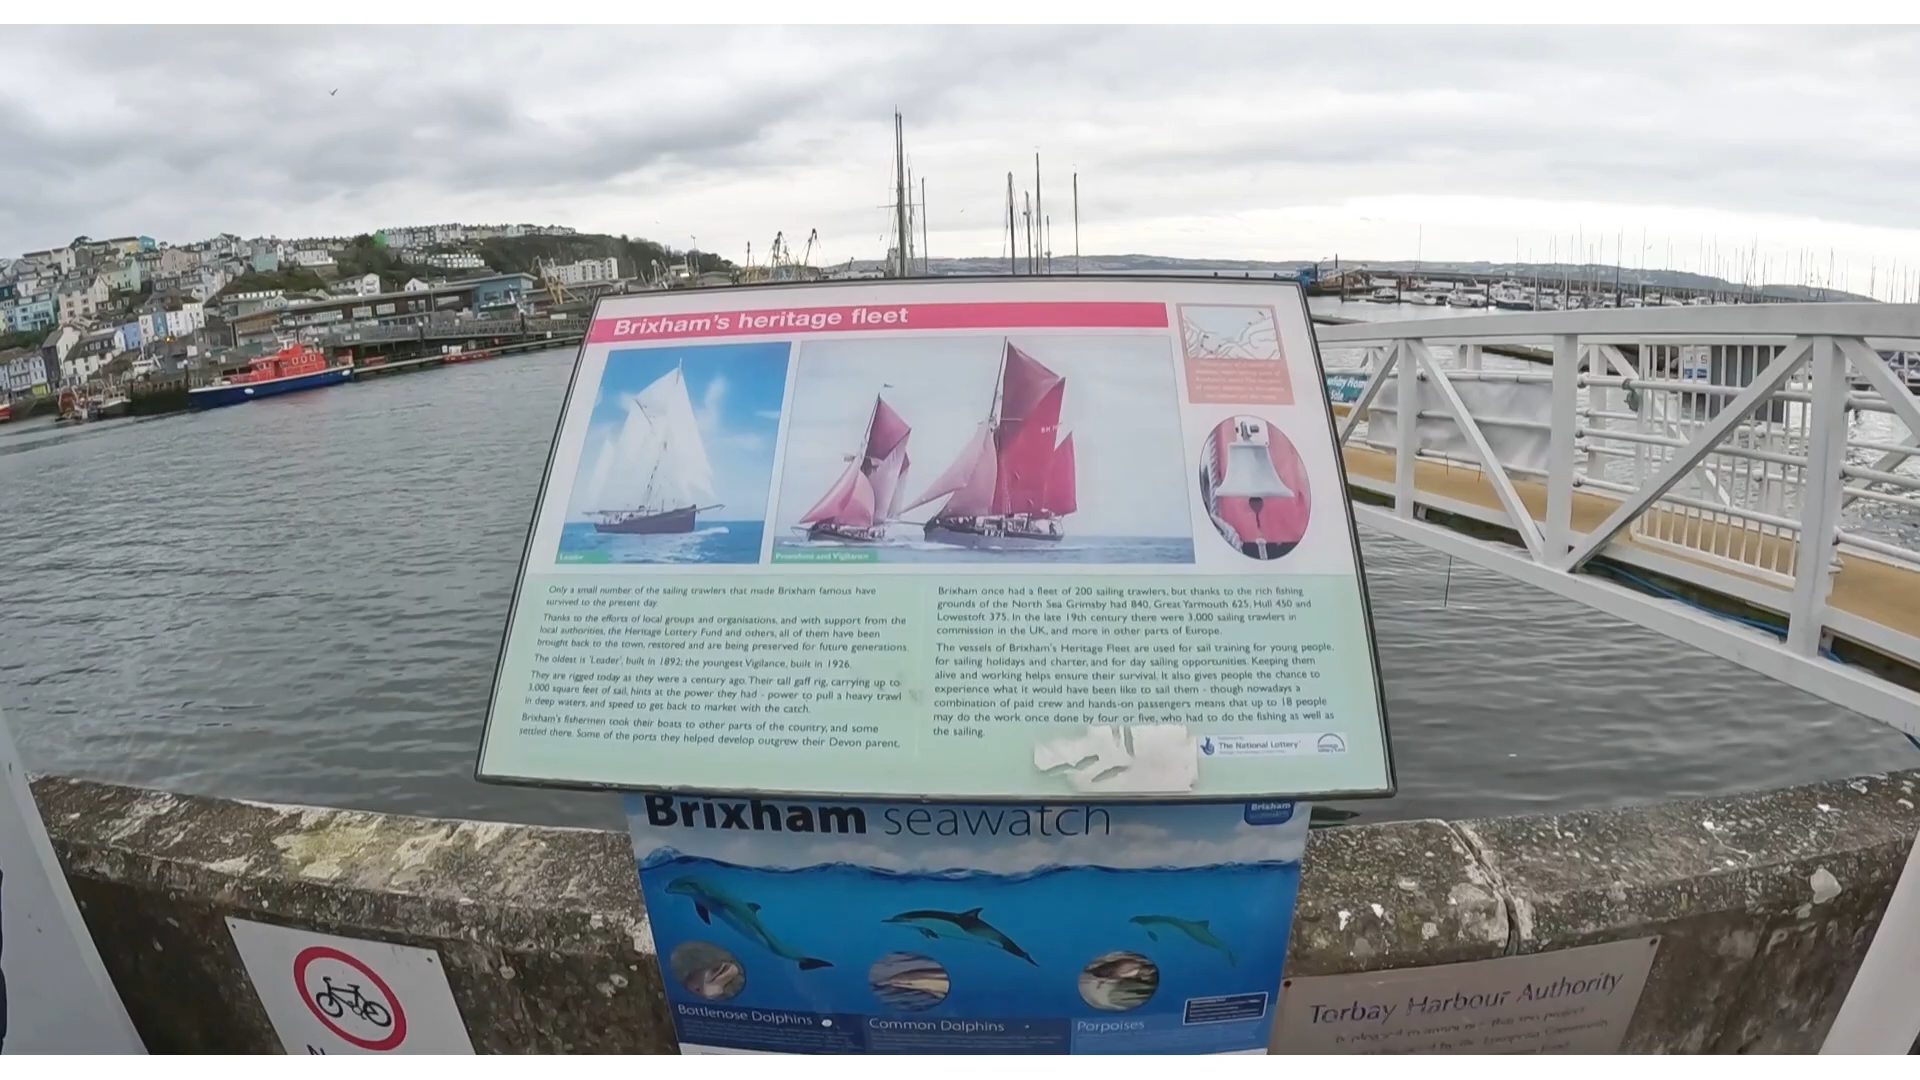 Brixham's heritage fleet
Leader
Provident and Vigilance
Only a small number of the sailing trawlers that made Brixham famous have
survived to the present day.
Thanks to the efforts of local groups and organisations, and with support from the
local authorities, the Heritage Lottery Fund and others, all of them have been
brought back to the town, restored and are being preserved for future generations.
The oldest is 'Leader', built in 1892; the youngest Vigilance, built in 1926.
They are rigged today as they were a century ago. Their tall gaff rig, carrying up to
3,000 square feet of sail, hints at the power they had - power to pull a heavy trawl
in deep waters, and speed to get back to market with the catch.
Brixham's fishermen took their boats to other parts of the country, and some
settled there. Some of the ports they helped develop outgrew their Devon parent.
Brixham once had a fleet of 200 sailing trawlers, but thanks to the rich fishing
grounds of the North Sea Grimsby had 840, Great Yarmouth 625, Hull 450 and
Lowestoft 375. In the late 19th century there were 3,000 sailing trawlers in
commission in the UK, and more in other parts of Europe.
The vessels of Brixham's Heritage Fleet are used for sail training for young people,
for sailing holidays and charter, and for day sailing opportunities. Keeping them
alive and working helps ensure their survival. It also gives people the chance to
experience what it would have been like to sail them - though nowadays a
combination of paid crew and hands-on passengers means that up to 18 people
may do the work once done by four or five, who had to do the fishing as well as
the sailing.
The National Lottery
Brixham seawatch
Brixham
Bottlenose Dolphins
Common Dolphins
Porpoises
Torbay Harbour Authority